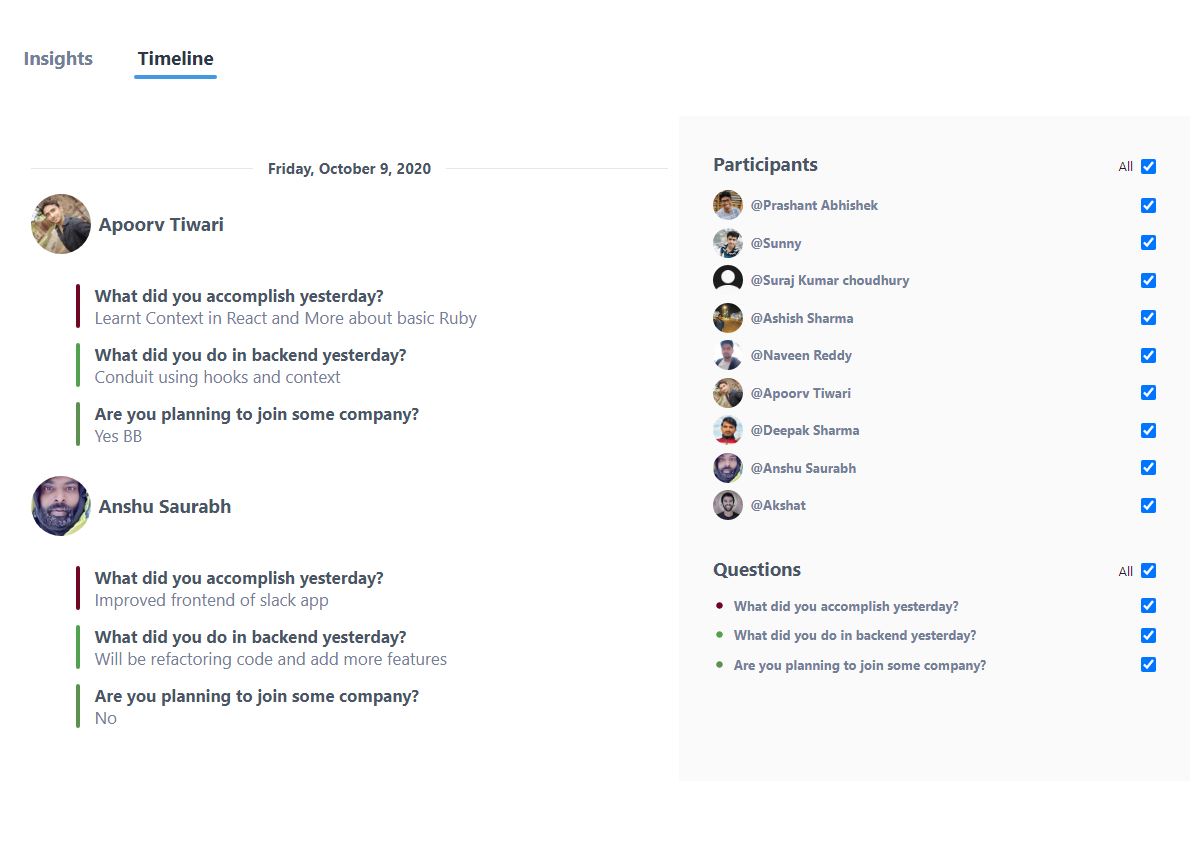 Insights Timeline
Friday, October 9, 2020
Apoorv Tiwari
What did you accomplish yesterday?
Learnt Context in React and More about basic Ruby
What did you do in backend yesterday?
Conduit using hooks and context
Are you planning to join some company?
Yes BB
Anshu Saurabh
What did you accomplish yesterday?
Improved frontend of slack app
What did you do in backend yesterday?
Will be refactoring code and add more features
Are you planning to join some company?
No
Participants All
@Prashant Abhishek
@Sunny
@Suraj Kumar choudhury
@Ashish Sharma
@Naveen Reddy
@Apoorv Tiwari
@Deepak Sharma
@Anshu Saurabh
@Akshat
Questions All
What did you accomplish yesterday?
What did you do in backend yesterday?
Are you planning to join some company?